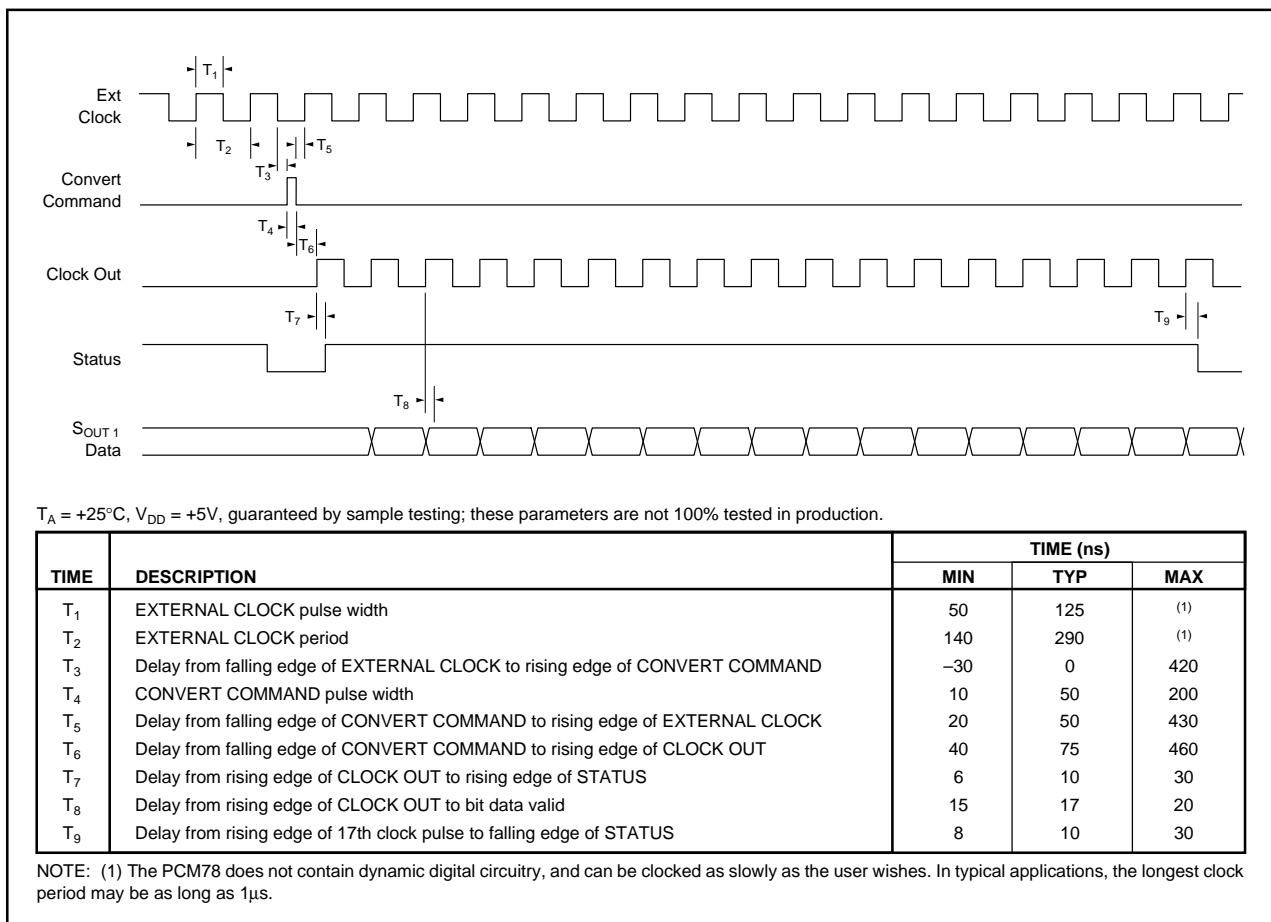 T1
Ext
Clock
T2
T5
T3
Convert
Command
T4
T6
Clock Out
T7
T9
Status
T8
SOUT 1
Data
TA = +25°C, VDD = +5V, guaranteed by sample testing; these parameters are not 100% tested in production.
TIME (ns)
TIME DESCRIPTION MIN TYP MAX
T1 EXTERNAL CLOCK pulse width 50 125 (1)
T2 EXTERNAL CLOCK period 140 290 (1)
T3 Delay from falling edge of EXTERNAL CLOCK to rising edge of CONVERT COMMAND –30 0 420
T4 CONVERT COMMAND pulse width 10 50 200
T5 Delay from falling edge of CONVERT COMMAND to rising edge of EXTERNAL CLOCK 20 50 430
T6 Delay from falling edge of CONVERT COMMAND to rising edge of CLOCK OUT 40 75 460
T7 Delay from rising edge of CLOCK OUT to rising edge of STATUS 6 10 30
T8 Delay from rising edge of CLOCK OUT to bit data valid 15 17 20
T9 Delay from rising edge of 17th clock pulse to falling edge of STATUS 8 10 30
NOTE: (1) The PCM78 does not contain dynamic digital circuitry, and can be clocked as slowly as the user wishes. In typical applications, the longest clock
period may be as long as 1µs.